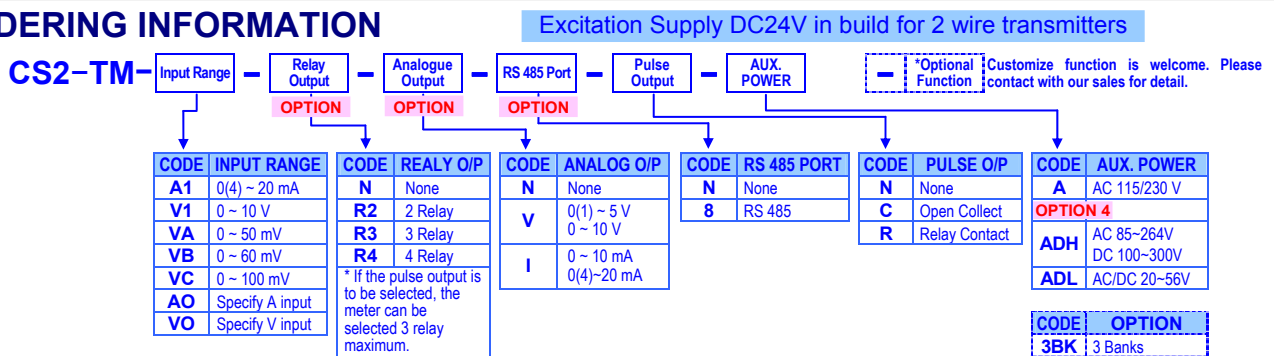 DERING INFORMATION
Excitation Supply DC24V in build for 2 wire transmitters
CS2-TM- Input Range - Relay Output - Analogue Output - RS 485 Port - Pulse Output - AUX. POWER
- *Optional Function
Customize function is welcome. Please
contact with our sales for detail.
OPTION OPTION OPTION
CODE INPUT RANGE
A1 0(4) ~ 20 mA
V1 0 ~ 10 V
VA 0 ~ 50 mV
VB 0 ~ 60 mV
VC 0 ~ 100 mV
AO Specify A input
VO Specify V input
CODE REALY O/P
N None
R2 2 Relay
R3 3 Relay
R4 4 Relay
* If the pulse output is
to be selected, the
meter can be
selected 3 relay
maximum.
CODE ANALOG O/P
N None
V 0(1) ~ 5 V
0 ~ 10 V
I 0 ~ 10 mA
0(4)~20 mA
CODE RS 485 PORT
N None
8 RS 485
CODE PULSE O/P
N None
C Open Collect
R Relay Contact
CODE AUX. POWER
A AC 115/230 V
OPTION 4
ADH AC 85~264V
DC 100~300V
ADL AC/DC 20~56V
CODE OPTION
3BK 3 Banks